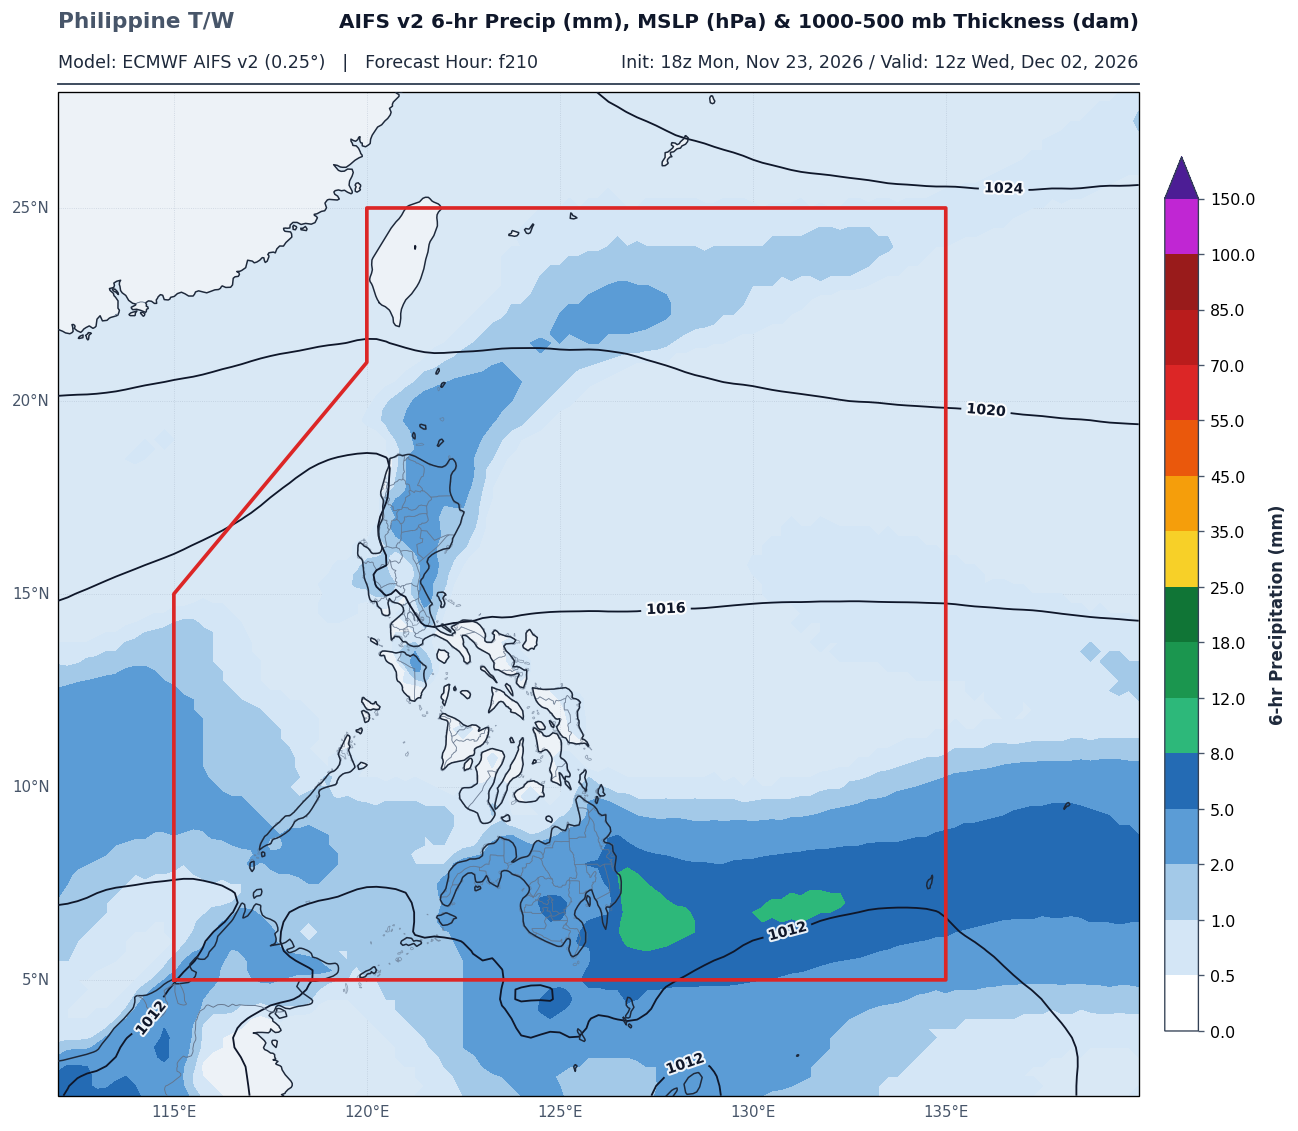 Philippine T/W
AIFS v2 6-hr Precip (mm), MSLP (hPa) & 1000-500 mb Thickness (dam)
Model: ECMWF AIFS v2 (0.25°) | Forecast Hour: f210
Init: 18z Mon, Nov 23, 2026 / Valid: 12z Wed, Dec 02, 2026
1024
25°N
1020
20°N
1016
15°N
10°N
1012
5°N
1012
1012
115°E
120°E
125°E
130°E
135°E
150.0
100.0
85.0
70.0
55.0
45.0
35.0
25.0
18.0
12.0
8.0
5.0
2.0
1.0
0.5
0.0
6-hr Precipitation (mm)